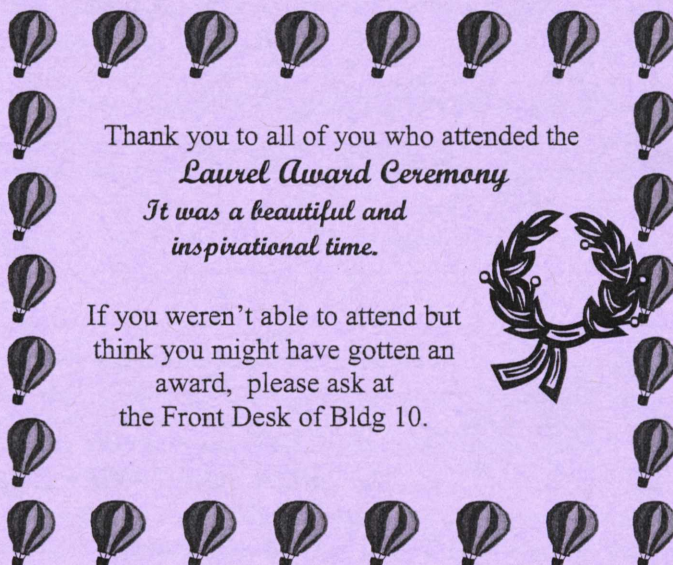 Thank you to all of you who attended the
Laurel Award Ceremony
It was a beautiful and
inspirational time.
If you weren't able to attend but
think you might have gotten an
award, please ask at
the Front Desk of Bldg 10.